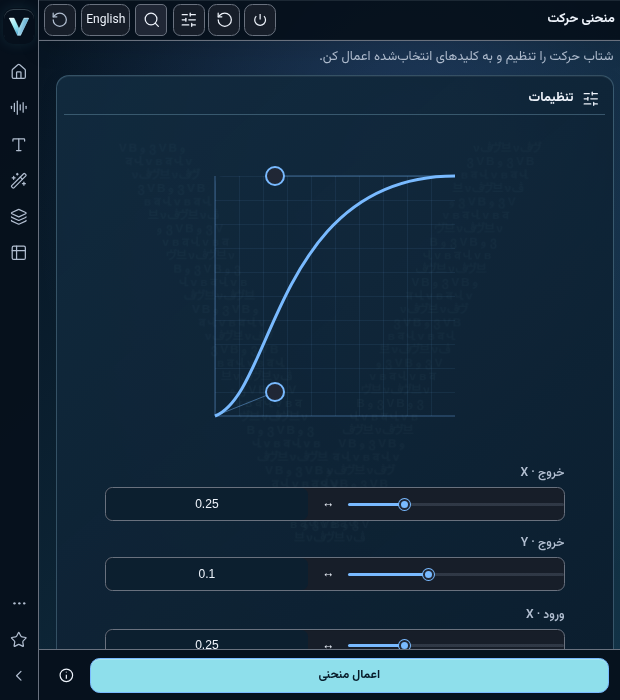 منحنی حرکت
English
شتاب حرکت را تنظیم و به کلیدهای انتخاب‌شده اعمال کن.
تنظیمات
خروج · X
0.25
خروج · Y
0.1
ورود · X
0.25
اعمال منحنی